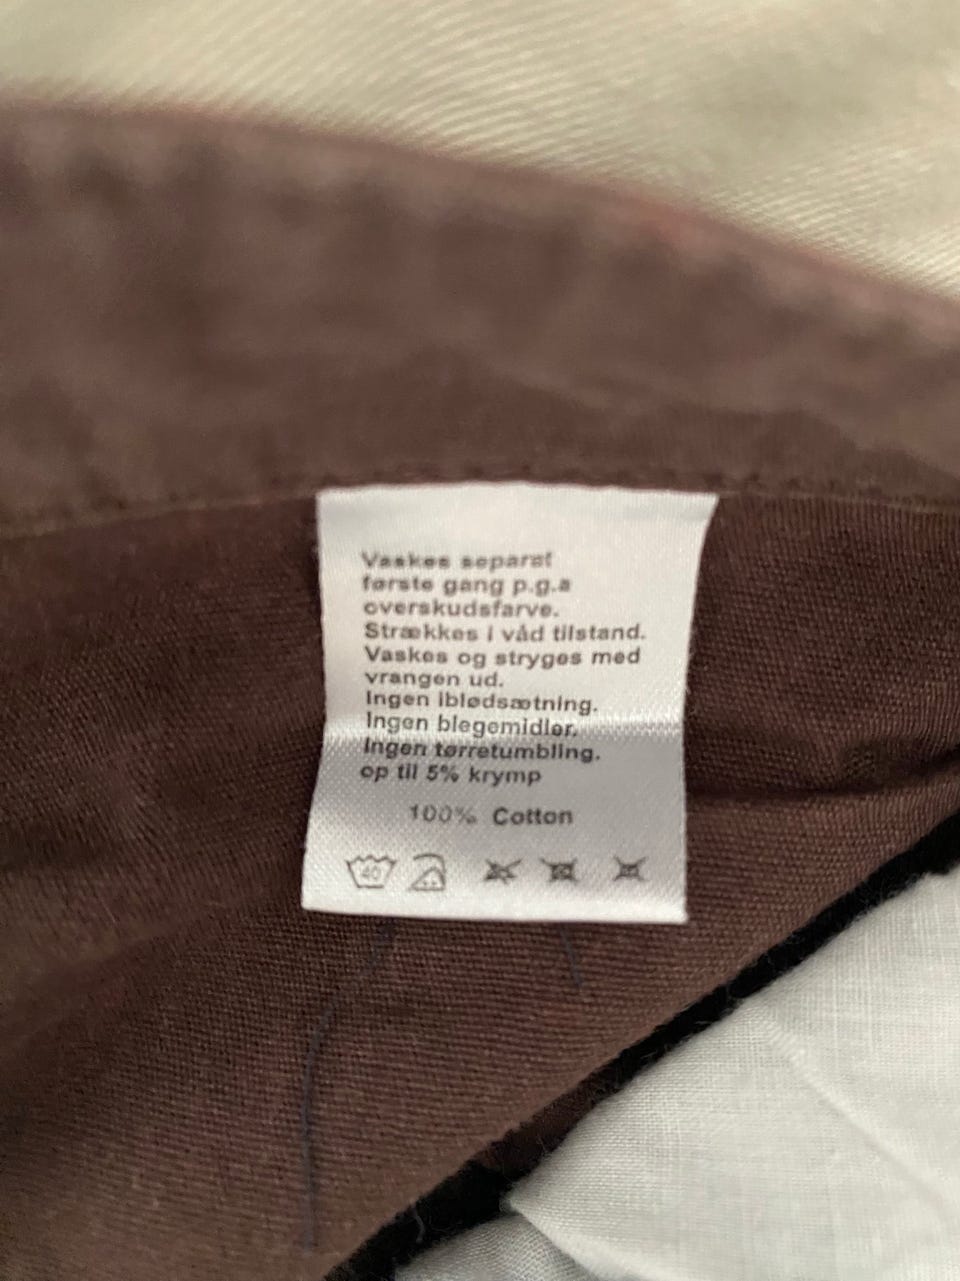 Vaskes separat
første gang p.g.a
overskudsfarve.
Strækkes i våd tilstand.
Vaskes og stryges med
vrangen ud.
Ingen iblødsætning.
Ingen blegemidler.
Ingen tørretumbling.
op til 5% krymp
100% Cotton
40